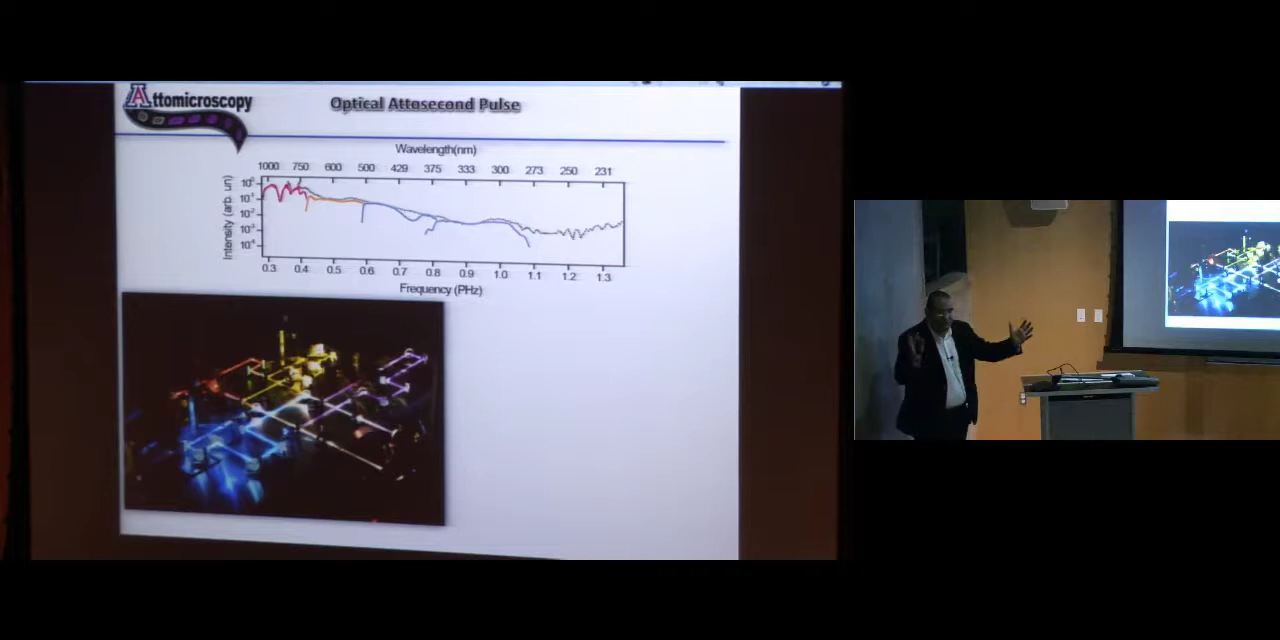 Attomicroscopy
Optical Attosecond Pulse
Wavelength(nm)
1000 750 600 500 429 375 333 300 273 250 231
Intensity (arb. un)
0.3 0.4 0.5 0.6 0.7 0.8 0.9 1.0 1.1 1.2 1.3
Frequency (PHz)